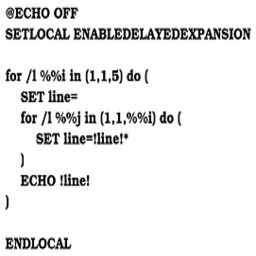 @ECHO OFF
SETLOCAL ENABLEDELAYEDEXPANSION
for /l %%i in (1,1,5) do (
SET line=
for /l %%j in (1,1,%%i) do (
SET line=!line!*
)
ECHO !line!
)
ENDLOCAL